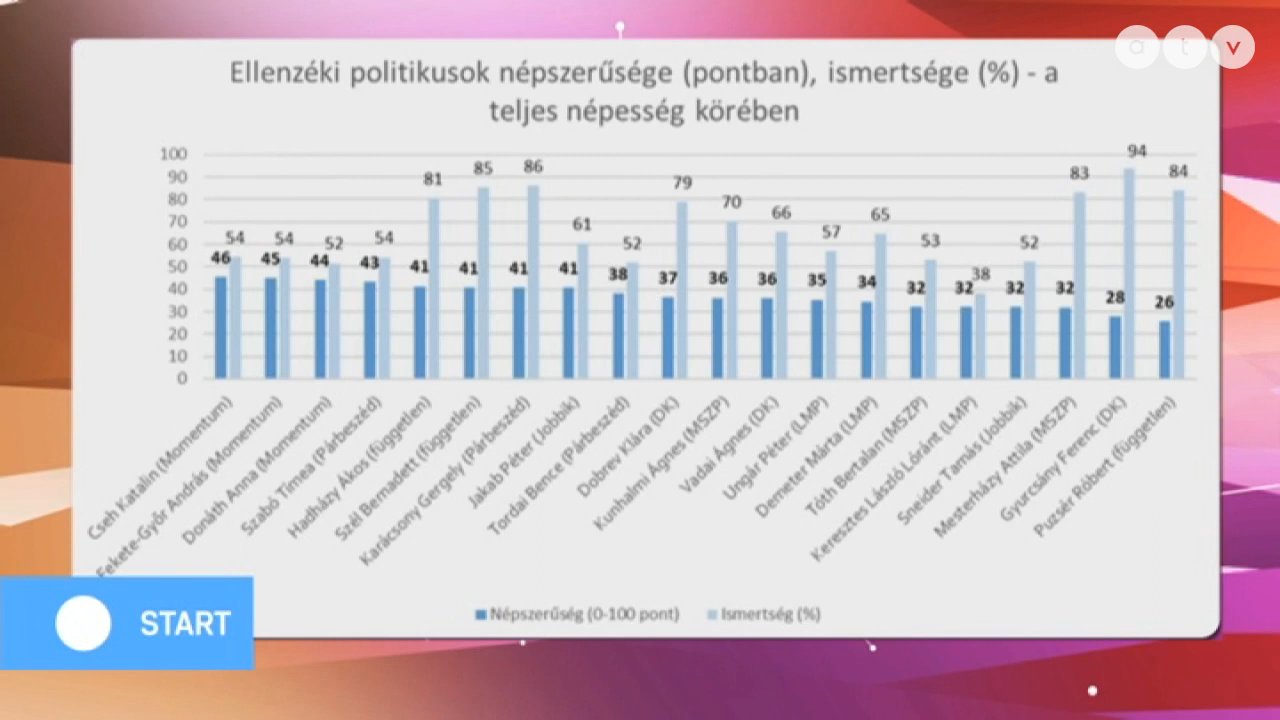 a t v
Ellenzéki politikusok népszerűsége (pontban), ismertsége (%) - a
teljes népesség körében
100
90
80
70
60
50
40
30
20
10
0
46 54
45 54
44 52
43 54
41 81
41 85
41 86
41 61
38 52
37 79
36 70
36 66
35 57
34 65
32 53
32 38
32 52
32 83
28 94
26 84
Cseh Katalin (Momentum)
Fekete-Győr András (Momentum)
Donáth Anna (Momentum)
Szabó Tímea (Párbeszéd)
Hadházy Ákos (független)
Szél Bernadett (független)
Karácsony Gergely (Párbeszéd)
Jakab Péter (Jobbik)
Tordai Bence (Párbeszéd)
Dobrev Klára (DK)
Kunhalmi Ágnes (MSZP)
Vadai Ágnes (DK)
Ungár Péter (LMP)
Demeter Márta (LMP)
Tóth Bertalan (MSZP)
Keresztes László Lóránt (LMP)
Sneider Tamás (Jobbik)
Mesterházy Attila (MSZP)
Gyurcsány Ferenc (DK)
Puzsér Róbert (független)
Népszerűség (0-100 pont) Ismertség (%)
START